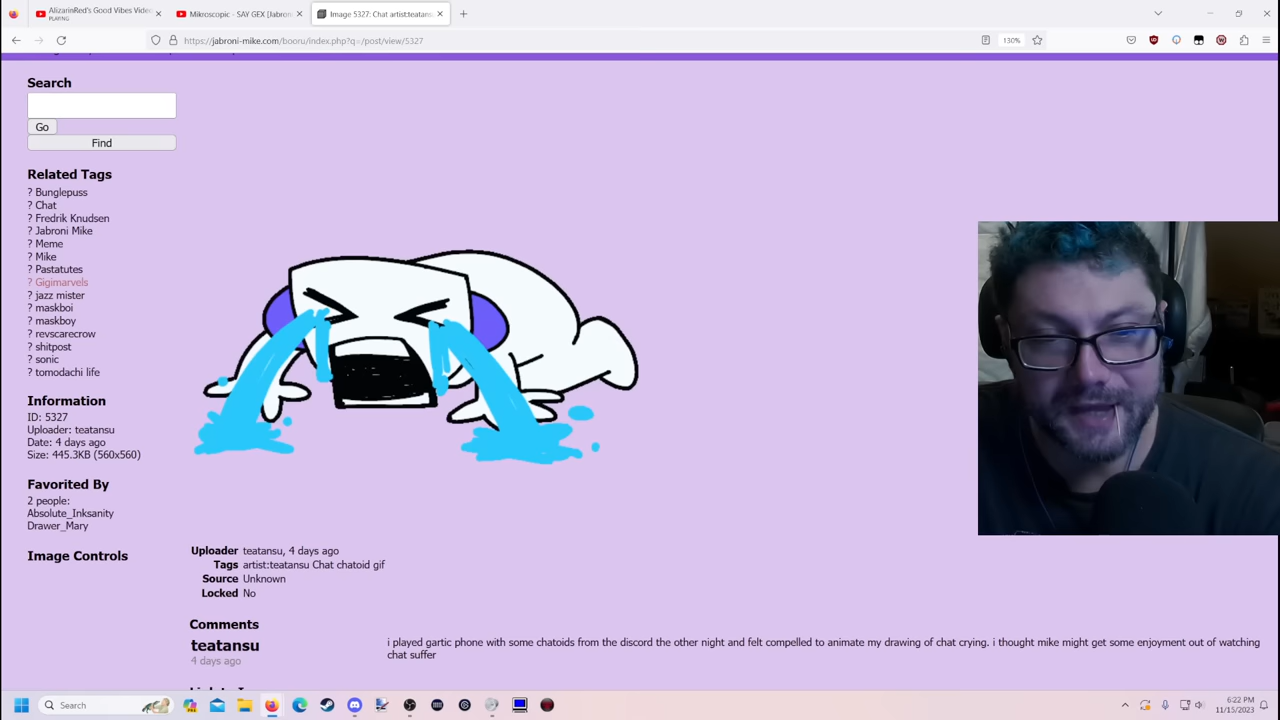 AlizarinRed's Good Vibes Video
PLAYING
Mikroscopic - SAY GEX [Jabroni
Image 5327: Chat artist:teatansu
https://jabroni-mike.com/booru/index.php?q=/post/view/5327
130%
Search
Go
Find
Related Tags
? Bunglepuss
? Chat
? Fredrik Knudsen
? Jabroni Mike
? Meme
? Mike
? Pastatutes
? Gigimarvels
? jazz mister
? maskboi
? maskboy
? revscarecrow
? shitpost
? sonic
? tomodachi life
Information
ID: 5327
Uploader: teatansu
Date: 4 days ago
Size: 445.3KB (560x560)
Favorited By
2 people:
Absolute_Inksanity
Drawer_Mary
Image Controls
Uploader teatansu, 4 days ago
Tags artist:teatansu Chat chatoid gif
Source Unknown
Locked No
Comments
teatansu
4 days ago
i played gartic phone with some chatoids from the discord the other night and felt compelled to animate my drawing of chat crying. i thought mike might get some enjoyment out of watching
chat suffer
Search
6:22 PM
11/15/2023